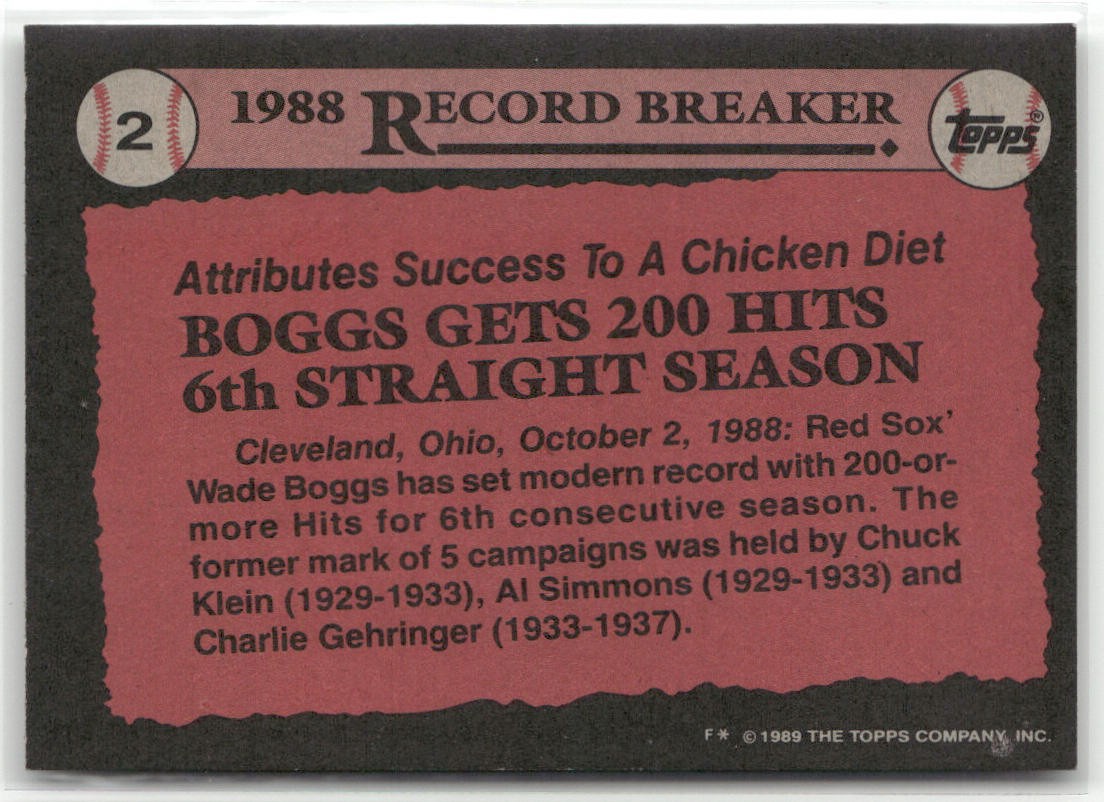 2
1988 RECORD BREAKER
Topps®
Attributes Success To A Chicken Diet
BOGGS GETS 200 HITS
6th STRAIGHT SEASON
Cleveland, Ohio, October 2, 1988: Red Sox'
Wade Boggs has set modern record with 200-or-
more Hits for 6th consecutive season. The
former mark of 5 campaigns was held by Chuck
Klein (1929-1933), Al Simmons (1929-1933) and
Charlie Gehringer (1933-1937).
F* © 1989 THE TOPPS COMPANY, INC.